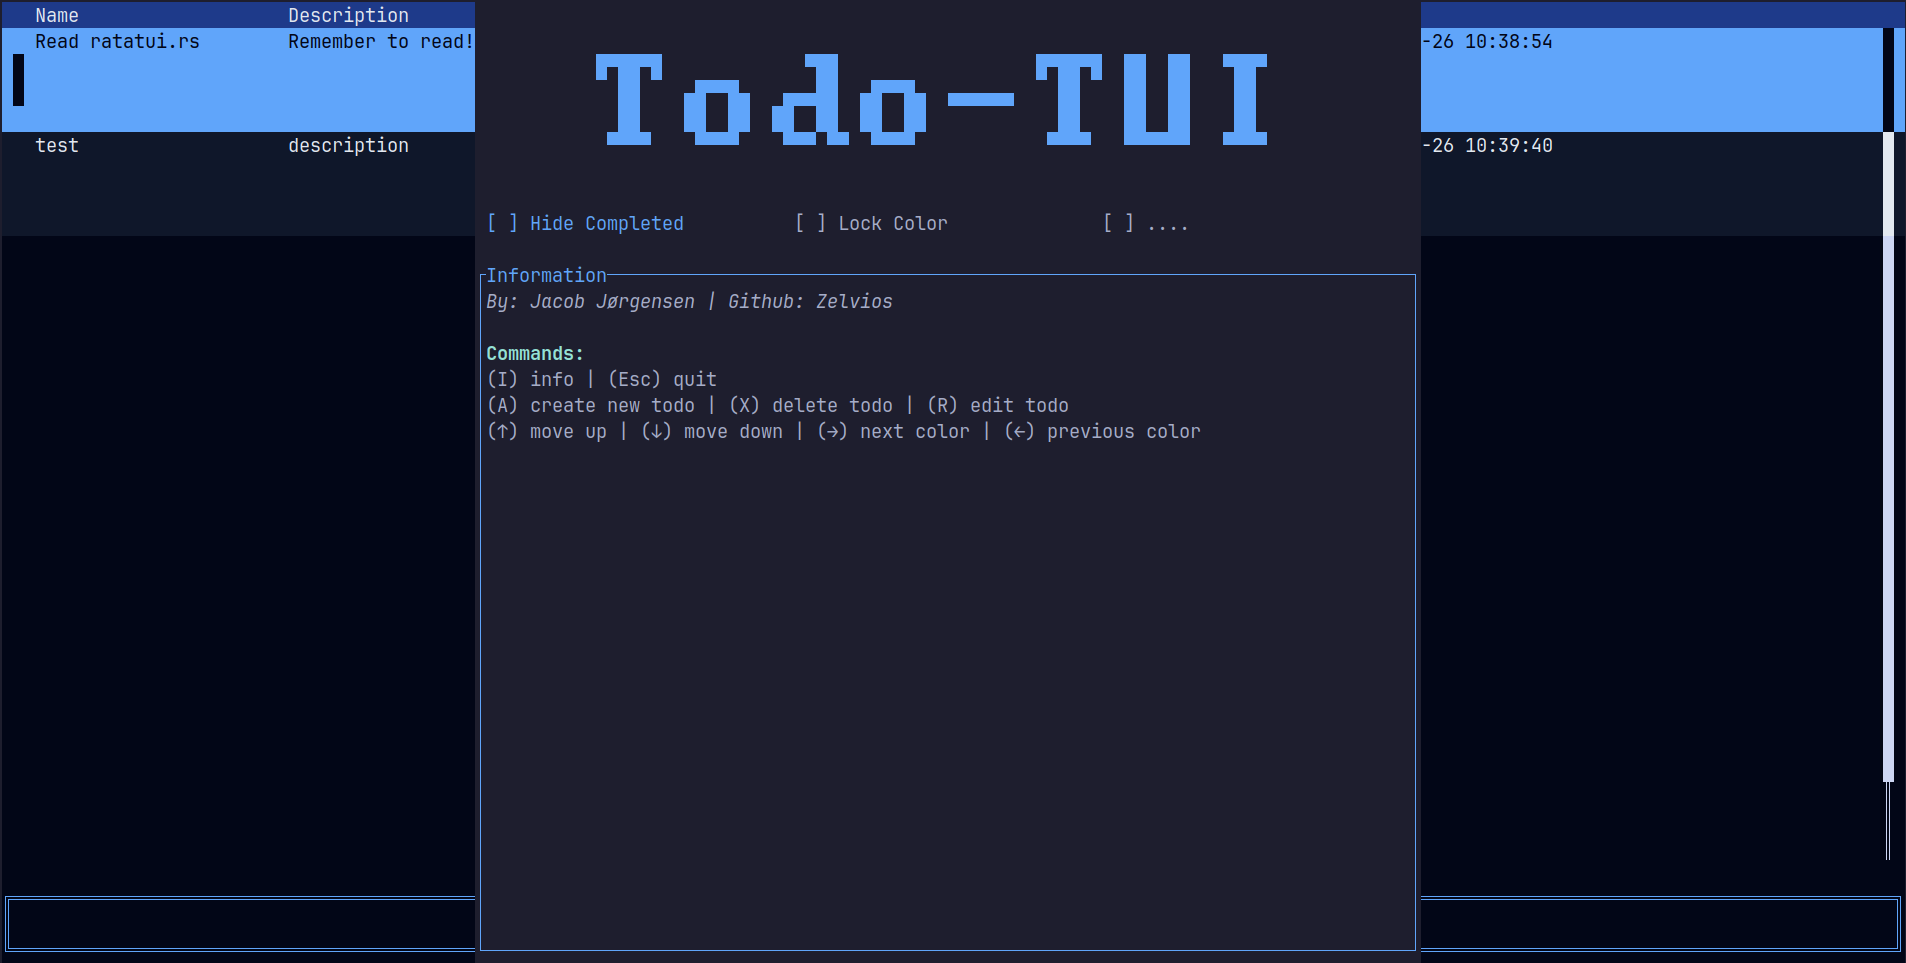 Name Description
Read ratatui.rs Remember to read! -26 10:38:54
test description -26 10:39:40
Todo-TUI
[ ] Hide Completed [ ] Lock Color [ ] ....
Information
By: Jacob Jørgensen | Github: Zelvios
Commands:
(I) info | (Esc) quit
(A) create new todo | (X) delete todo | (R) edit todo
(↑) move up | (↓) move down | (→) next color | (←) previous color